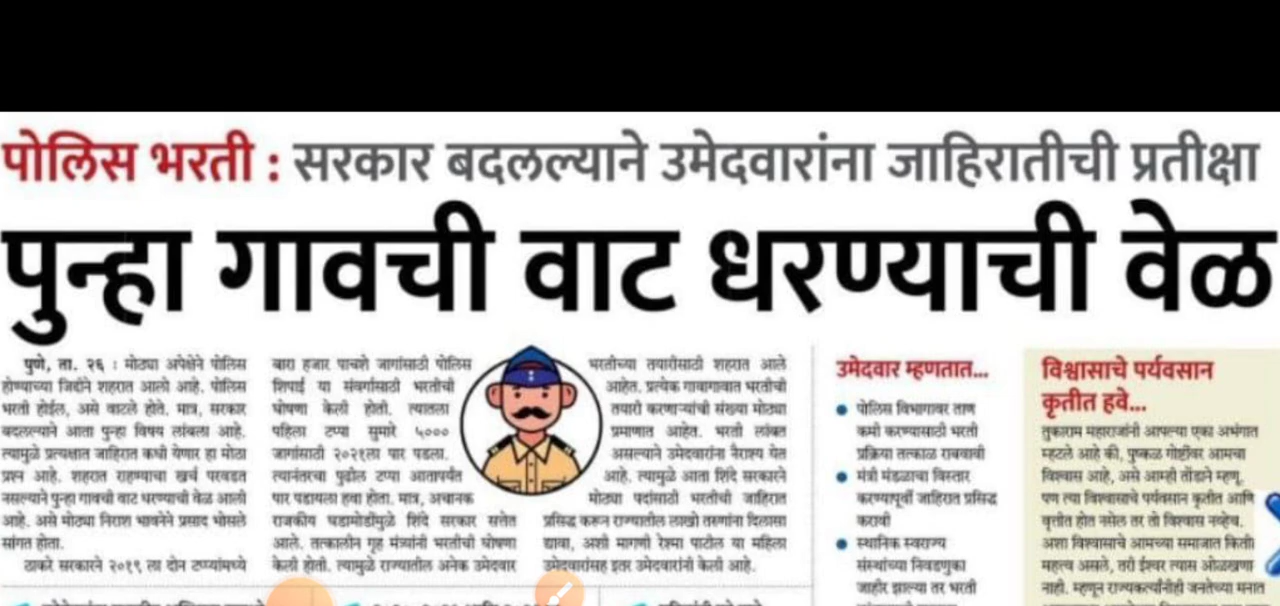 पोलिस भरती : सरकार बदलल्याने उमेदवारांना जाहिरातीची प्रतीक्षा
पुन्हा गावची वाट धरण्याची वेळ
पुणे, ता. २६ : मोठ्या अपेक्षेने पोलिस
होण्याच्या जिद्दीने शहरात आलो आहे. पोलिस
भरती होईल, असे वाटले होते. मात्र, सरकार
बदलल्याने आता पुन्हा विषय लांबला आहे.
त्यामुळे प्रत्यक्षात जाहिरात कधी येणार हा मोठा
प्रश्न आहे. शहरात राहण्याचा खर्च परवडत
नसल्याने पुन्हा गावची वाट धरण्याची वेळ आली
आहे. असे मोठ्या निराश भावनेने प्रसाद भोसले
सांगत होता.
ठाकरे सरकारने २०१९ ला दोन टप्प्यांमध्ये
बारा हजार पाचशे जागांसाठी पोलिस
शिपाई या संवर्गासाठी भरतीची
घोषणा केली होती. त्यातला
पहिला टप्पा सुमारे ५०००
जागांसाठी २०२१ला पार पडला.
त्यानंतरचा पुढील टप्पा आतापर्यंत
पार पडायला हवा होता. मात्र, अचानक
राजकीय घडामोडींमुळे शिंदे सरकार सत्तेत
आले. तत्कालीन गृह मंत्र्यांनी भरतीची घोषणा
केली होती. त्यामुळे राज्यातील अनेक उमेदवार
भरतीच्या तयारीसाठी शहरात आले
आहेत. प्रत्येक गावागावात भरतीची
तयारी करणाऱ्यांची संख्या मोठ्या
प्रमाणात आहेत. भरती लांबत
असल्याने उमेदवारांना नैराश्य येत
आहे. त्यामुळे आता शिंदे सरकारने
मोठ्या पदांसाठी भरतीची जाहिरात
प्रसिद्ध करून राज्यातील लाखो तरुणांना दिलासा
द्यावा, अशी मागणी रेश्मा पाटील या महिला
उमेदवारांसह इतर उमेदवारांनी केली आहे.
उमेदवार म्हणतात...
पोलिस विभागावर ताण
कमी करण्यासाठी भरती
प्रक्रिया तत्काळ राबवावी
मंत्री मंडळाचा विस्तार
करण्यापूर्वी जाहिरात प्रसिद्ध
करावी
स्थानिक स्वराज्य
संस्थांच्या निवडणुका
जाहीर झाल्या तर भरती
विश्वासाचे पर्यवसान
कृतीत हवे...
तुकाराम महाराजांनी आपल्या एका अभंगात
म्हटले आहे की, पुष्कळ गोष्टींवर आमचा
विश्वास आहे, असे आम्ही तोंडाने म्हणू
पण त्या विश्वासाचे पर्यवसान कृतीत आणि
वृत्तीत होत नसेल तर तो विश्वास नव्हेच.
अशा विश्वासाचे आमच्या समाजात किती
महत्त्व असले, तरी ईश्वर त्यास ओळखणा
नाही. म्हणून राज्यकर्त्यांनीही जनतेच्या मनात